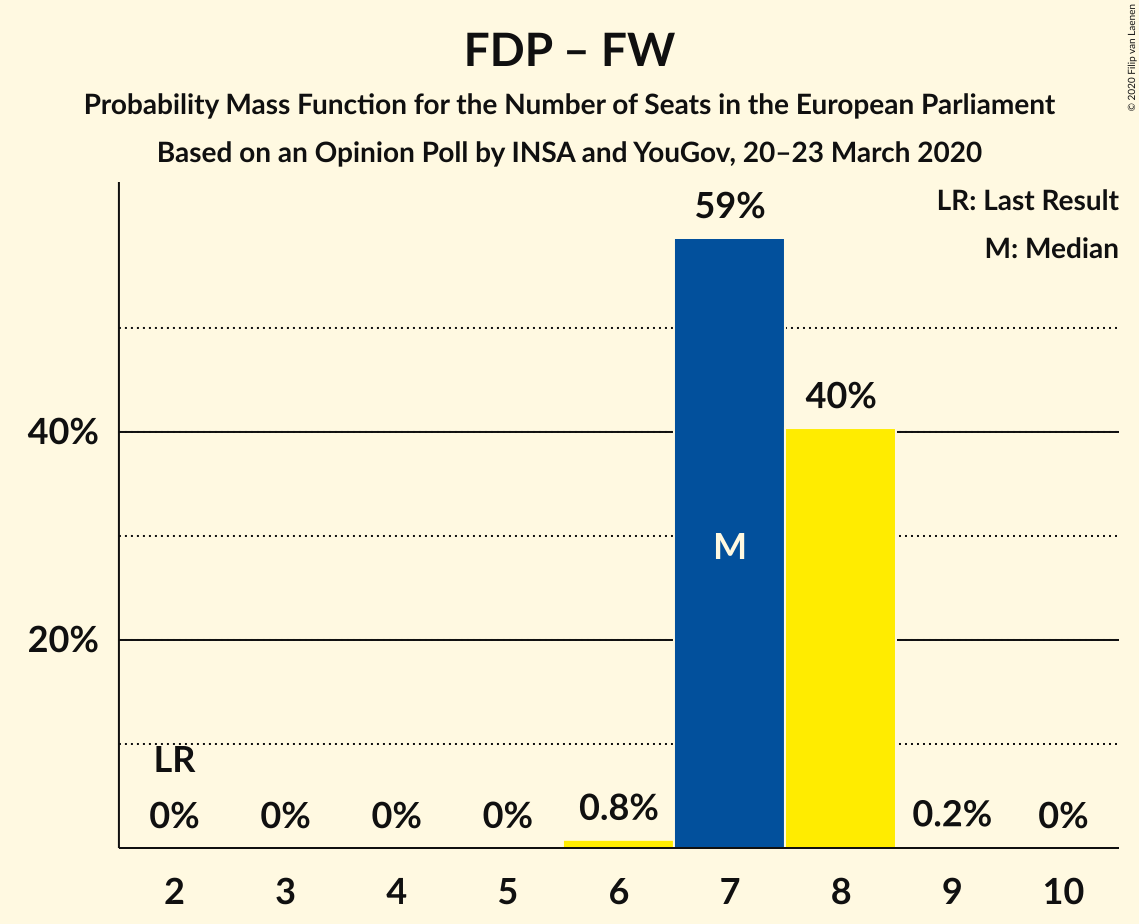 FDP – FW
Probability Mass Function for the Number of Seats in the European Parliament
Based on an Opinion Poll by INSA and YouGov, 20–23 March 2020
© 2020 Filip van Laenen
LR: Last Result
M: Median
59%
40%
40%
M
20%
LR
0%
0%
0%
0%
0.8%
0.2%
0%
2
3
4
5
6
7
8
9
10